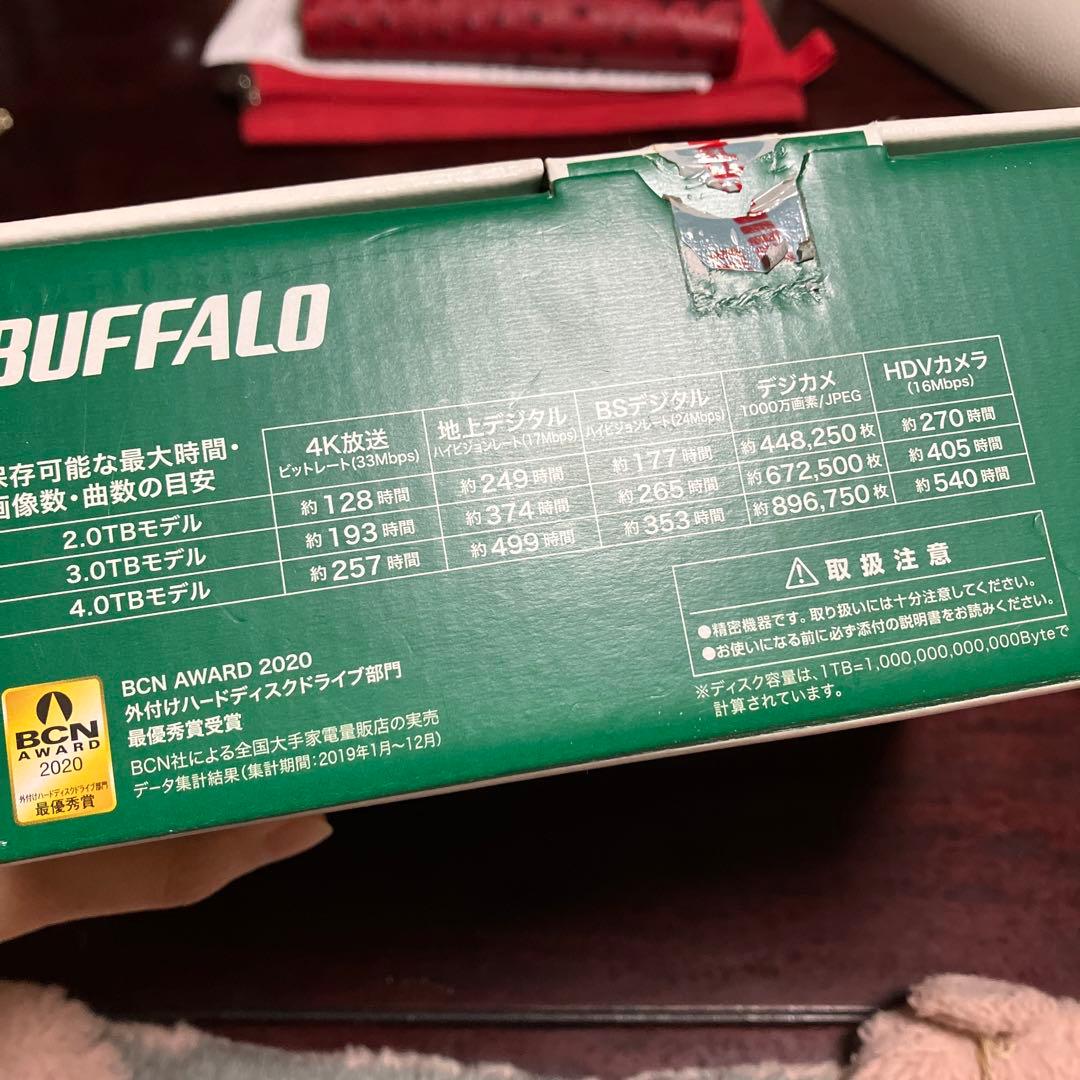 BUFFALO
保存可能な最大時間・
画像数・曲数の目安
4K放送
ビットレート(33Mbps)
地上デジタル
ハイビジョンレート(17Mbps)
BSデジタル
ハイビジョンレート(24Mbps)
デジカメ
1000万画素/JPEG
HDVカメラ
(16Mbps)
2.0TBモデル 約128時間 約249時間 約177時間 約448,250枚 約270時間
3.0TBモデル 約193時間 約374時間 約265時間 約672,500枚 約405時間
4.0TBモデル 約257時間 約499時間 約353時間 約896,750枚 約540時間
取扱注意
●精密機器です。取り扱いには十分注意してください。
●お使いになる前に必ず添付の説明書をお読みください。
※ディスク容量は、1TB=1,000,000,000,000Byteで
計算されています。
BCN AWARD 2020
外付けハードディスクドライブ部門
最優秀賞受賞
BCN社による全国大手家電量販店の実売
データ集計結果(集計期間:2019年1月～12月)
BCN
AWARD
2020
外付けハードディスクドライブ部門
最優秀賞